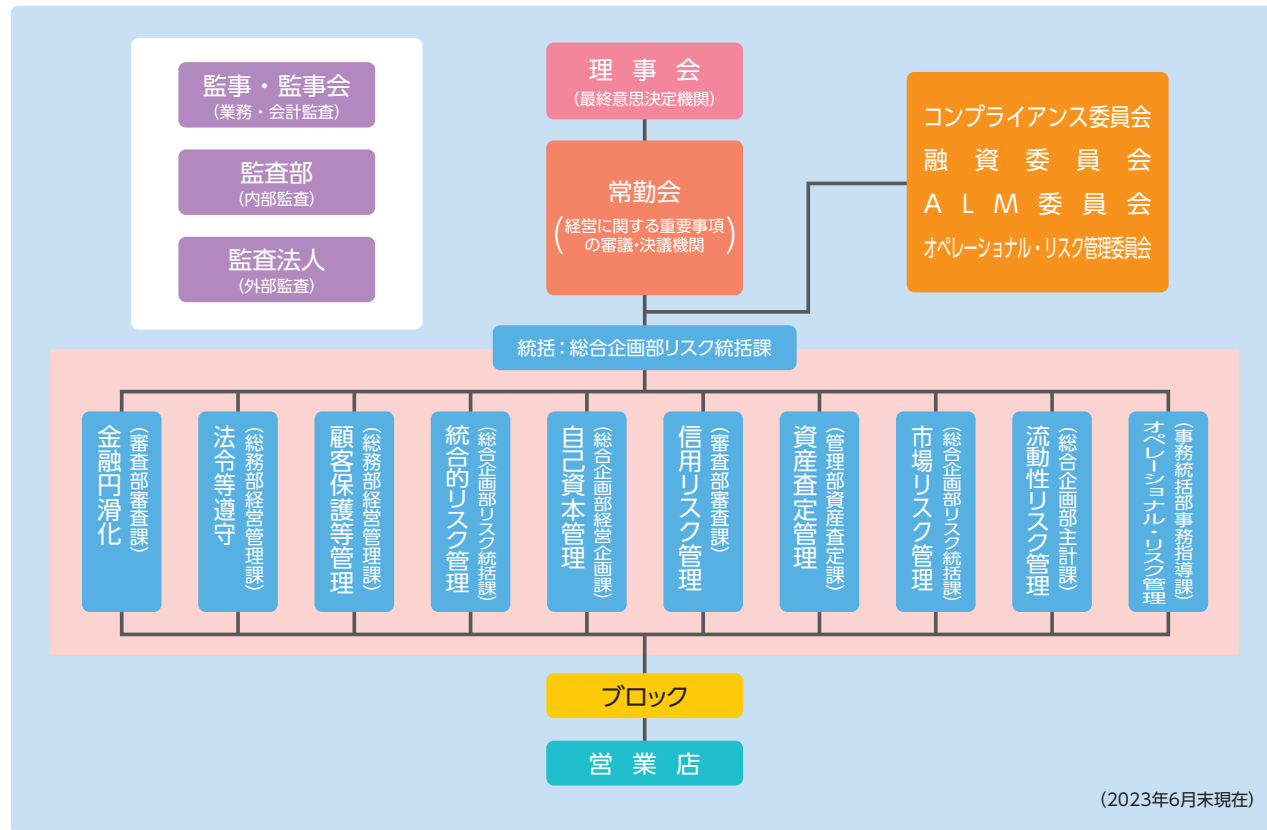 監事・監事会
(業務・会計監査)
監査部
(内部監査)
監査法人
(外部監査)
理事会
(最終意思決定機関)
常勤会
(経営に関する重要事項
の審議・決議機関)
コンプライアンス委員会
融資委員会
ALM委員会
オペレーショナル・リスク管理委員会
統括：総合企画部リスク統括課
金融円滑化
(審査部審査課)
法令等遵守
(総務部経営管理課)
顧客保護等管理
(総務部経営管理課)
統合的リスク管理
(総合企画部リスク統括課)
自己資本管理
(総合企画部経営企画課)
信用リスク管理
(審査部審査課)
資産査定管理
(管理部資産査定課)
市場リスク管理
(総合企画部リスク統括課)
流動性リスク管理
(総合企画部主計課)
オペレーショナル・リスク管理
(事務統括部事務指導課)
ブロック
営業店
(2023年6月末現在)